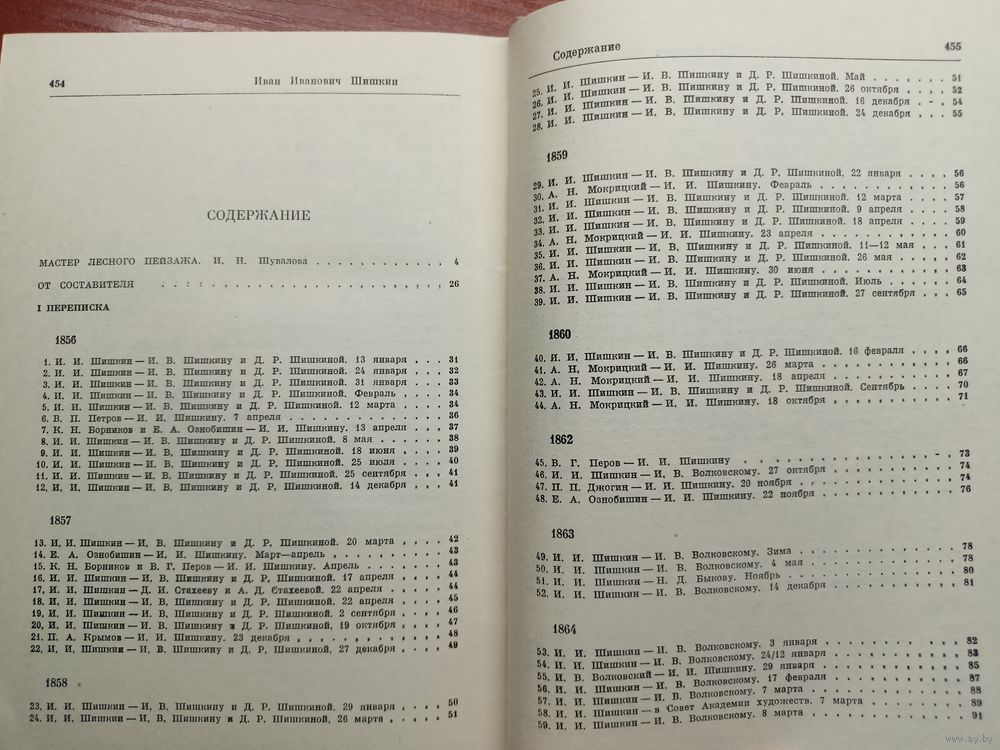 454
Иван Иванович Шишкин
СОДЕРЖАНИЕ
МАСТЕР ЛЕСНОГО ПЕЙЗАЖА. И. Н. Шувалова . . . . . . . . . . . . 4
ОТ СОСТАВИТЕЛЯ . . . . . . . . . . . . . . . . . . . . . . . 26
I ПЕРЕПИСКА
1856
1. И. И. Шишкин — И. В. Шишкину и Д. Р. Шишкиной. 13 января . . . 31
2. И. И. Шишкин — И. В. Шишкину и Д. Р. Шишкиной. 24 января . . . 32
3. И. И. Шишкин — И. В. Шишкину и Д. Р. Шишкиной. 31 января . . . 33
4. И. И. Шишкин — И. В. Шишкину и Д. Р. Шишкиной. Февраль . . . . 34
5. И. И. Шишкин — И. В. Шишкину и Д. Р. Шишкиной. 12 марта . . . . 34
6. В. П. Петров — И. И. Шишкину. 7 апреля . . . . . . . . . . . . 36
7. К. Н. Борников и Е. А. Ознобишин — И. И. Шишкину. 13 апреля . . . 37
8. И. И. Шишкин — И. В. Шишкину и Д. Р. Шишкиной. 8 мая . . . . . 38
9. И. И. Шишкин — И. В. Шишкину и Д. Р. Шишкиной. 18 июня . . . . 39
10. И. И. Шишкин — И. В. Шишкину и Д. Р. Шишкиной. 25 июля . . . . 40
11. И. И. Шишкин — И. В. Шишкину и Д. Р. Шишкиной. 25 сентября . . . 41
12. И. И. Шишкин — И. В. Шишкину и Д. Р. Шишкиной. 14 декабря . . . 41
1857
13. И. И. Шишкин — И. В. Шишкину и Д. Р. Шишкиной. 20 марта . . . . 42
14. Е. А. Ознобишин — И. И. Шишкину. Март—апрель . . . . . . . . . 43
15. К. Н. Борников и В. Г. Перов — И. И. Шишкину. Апрель . . . . . . 43
16. И. И. Шишкин — И. В. Шишкину и Д. Р. Шишкиной. 17 апреля . . . . 44
17. И. И. Шишкин — Д. И. Стахееву и А. Д. Стахеевой. 22 апреля . . . . 44
18. И. И. Шишкин — И. В. Шишкину и Д. Р. Шишкиной. 22 апреля . . . . 45
19. И. И. Шишкин — И. В. Шишкину и Д. Р. Шишкиной. 2 сентября . . . 46
20. И. И. Шишкин — И. В. Шишкину и Д. Р. Шишкиной. 19 октября . . . . 47
21. П. А. Крымов — И. И. Шишкину. 23 декабря . . . . . . . . . . . 48
22. И. И. Шишкин — И. В. Шишкину и Д. Р. Шишкиной. 27 декабря . . . . 49
1858
23. И. И. Шишкин — И. В. Шишкину и Д. Р. Шишкиной. 29 января . . . . 50
24. И. И. Шишкин — И. В. Шишкину и Д. Р. Шишкиной. 26 марта . . . . 51
Содержание
455
25. И. И. Шишкин — И. В. Шишкину и Д. Р. Шишкиной. Май . . . . . . 51
26. И. И. Шишкин — И. В. Шишкину и Д. Р. Шишкиной. 26 октября . . . . 52
27. И. И. Шишкин — И. В. Шишкину и Д. Р. Шишкиной. 16 декабря . . . 54
28. И. И. Шишкин — И. В. Шишкину и Д. Р. Шишкиной. 24 декабря . . . 55
1859
29. И. И. Шишкин — И. В. Шишкину и Д. Р. Шишкиной. 22 января . . . . 56
30. А. Н. Мокрицкий — И. И. Шишкину. Февраль . . . . . . . . . . . 56
31. И. И. Шишкин — И. В. Шишкину и Д. Р. Шишкиной. 12 марта . . . . 57
32. И. И. Шишкин — И. В. Шишкину и Д. Р. Шишкиной. 9 апреля . . . . 58
33. И. И. Шишкин — И. В. Шишкину и Д. Р. Шишкиной. 18 апреля . . . . 59
34. А. Н. Мокрицкий — И. И. Шишкину. 23 апреля . . . . . . . . . . 60
35. И. И. Шишкин — И. В. Шишкину и Д. Р. Шишкиной. 11—12 мая . . . 61
36. И. И. Шишкин — И. В. Шишкину и Д. Р. Шишкиной. 26 мая . . . . . 62
37. А. Н. Мокрицкий — И. И. Шишкину. 30 июня . . . . . . . . . . . 63
38. И. И. Шишкин — И. В. Шишкину и Д. Р. Шишкиной. Июль . . . . . . 64
39. И. И. Шишкин — И. В. Шишкину и Д. Р. Шишкиной. 27 сентября . . . 65
1860
40. И. И. Шишкин — И. В. Шишкину и Д. Р. Шишкиной. 16 февраля . . . . 66
41. А. Н. Мокрицкий — И. И. Шишкину. 26 марта . . . . . . . . . . . 66
42. А. Н. Мокрицкий — И. И. Шишкину. 18 апреля . . . . . . . . . . 67
43. И. И. Шишкин — И. В. Шишкину и Д. Р. Шишкиной. Сентябрь . . . . 70
44. А. Н. Мокрицкий — И. И. Шишкину. 18 октября . . . . . . . . . . 71
1862
45. В. Г. Перов — И. И. Шишкину . . . . . . . . . . . . . . . . . 73
46. И. И. Шишкин — И. В. Волковскому. 27 октября . . . . . . . . . 74
47. П. П. Джогин — И. И. Шишкину. 20 ноября . . . . . . . . . . . 74
48. Е. А. Ознобишин — И. И. Шишкину. 22 ноября . . . . . . . . . . 76
1863
49. И. И. Шишкин — И. В. Волковскому. Зима . . . . . . . . . . . . 78
50. И. И. Шишкин — И. В. Волковскому. 4 мая . . . . . . . . . . . . 78
51. И. И. Шишкин — Н. Д. Быкову. Ноябрь . . . . . . . . . . . . . 80
52. И. И. Шишкин — И. В. Волковскому. 14 декабря . . . . . . . . . 81
1864
53. И. И. Шишкин — И. В. Волковскому. 3 января . . . . . . . . . . 82
54. И. И. Шишкин — И. В. Волковскому. 24/12 января . . . . . . . . . 83
55. И. В. Волковский — И. И. Шишкину. 29 января . . . . . . . . . . 85
56. И. И. Шишкин — И. В. Волковскому. 17 февраля . . . . . . . . . 87
57. И. И. Шишкин — И. В. Волковскому. 7 марта . . . . . . . . . . . 88
58. И. И. Шишкин — в Совет Академии художеств. 7 марта . . . . . . . 89
59. И. И. Шишкин — И. В. Волковскому. 8 марта . . . . . . . . . . . 91
www.ay.by